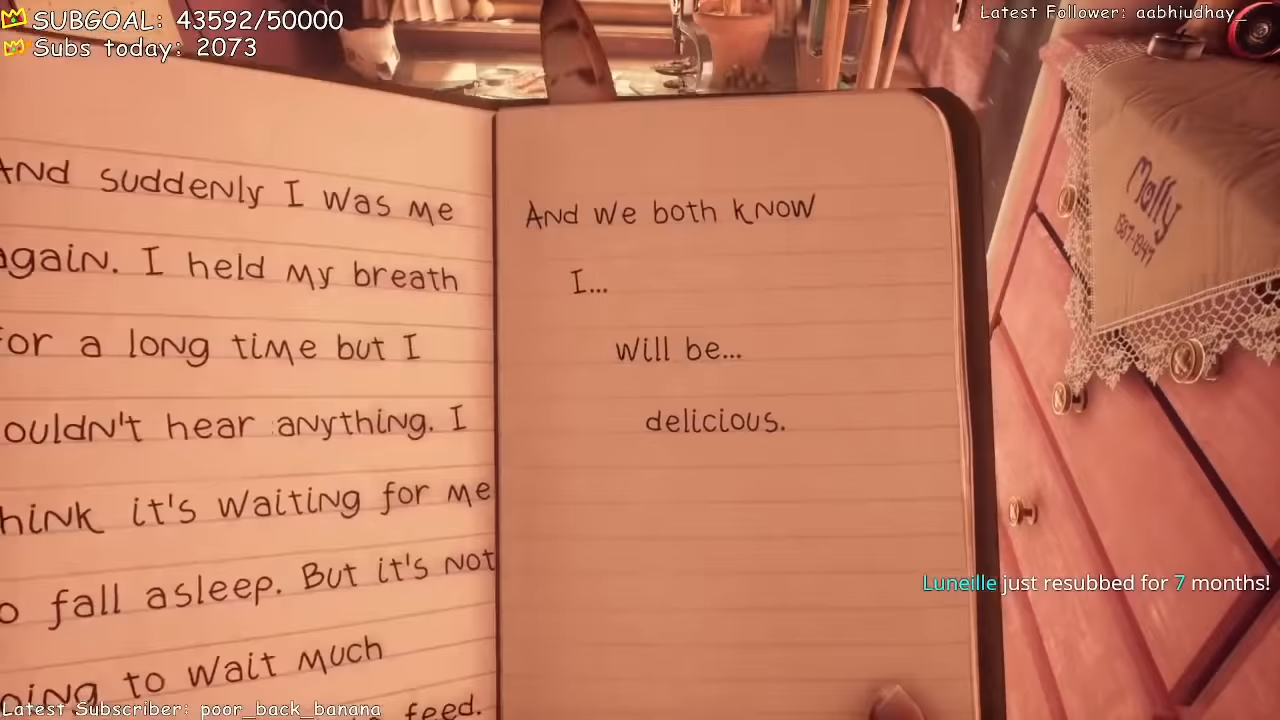 SUBGOAL: 43592/50000
Subs today: 2073
Latest Follower: aabhiudhay_
And suddenly I was me
again. I held my breath
for a long time but I
ouldn't hear anything. I
hink it's waiting for me
o fall asleep. But it's not
oing to wait much
feed.
And we both know
I...
will be...
delicious.
Molly
1937-1947
Luneille just resubbed for 7 months!
Latest Subscriber: poor_back_banana